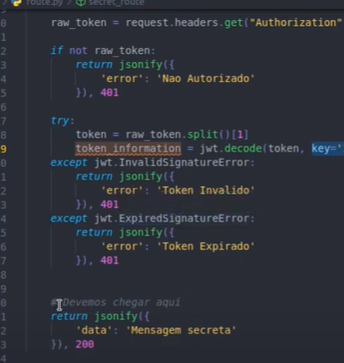 route.py > secret_route
0 raw_token = request.headers.get("Authorization"
1
2 if not raw_token:
3 return jsonify({
4 'error': 'Nao Autorizado'
5 }), 401
6
7 try:
8 token = raw_token.split()[1]
9 token_information = jwt.decode(token, key='
0 except jwt.InvalidSignatureError:
1 return jsonify({
2 'error': 'Token Invalido'
3 }), 401
4 except jwt.ExpiredSignatureError:
5 return jsonify({
6 'error': 'Token Expirado'
7 }), 401
8
9
0 # Devemos chegar aqui
1 return jsonify({
2 'data': 'Mensagem secreta'
3 }), 200
4